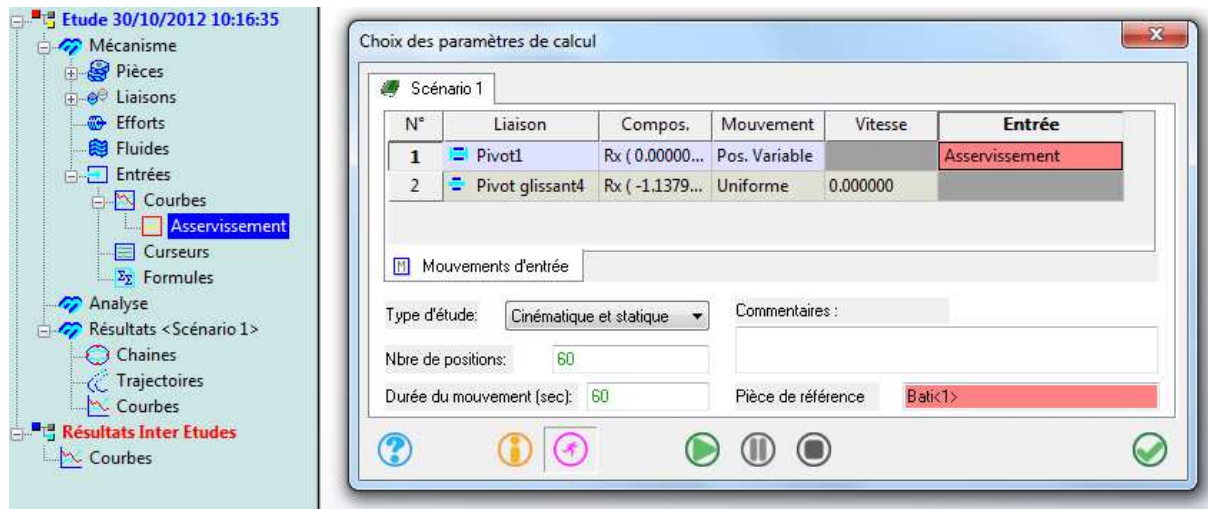 Etude 30/10/2012 10:16:35
Mécanisme
Pièces
Liaisons
Efforts
Fluides
Entrées
Courbes
Asservissement
Curseurs
Formules
Analyse
Résultats <Scénario 1>
Chaines
Trajectoires
Courbes
Résultats Inter Etudes
Courbes
Choix des paramètres de calcul
Scénario 1
N° Liaison Compos. Mouvement Vitesse Entrée
1 Pivot1 Rx ( 0.00000... Pos. Variable Asservissement
2 Pivot glissant4 Rx ( -1.1379... Uniforme 0.000000
M Mouvements d'entrée
Type d'étude: Cinématique et statique Commentaires :
Nbre de positions: 60
Durée du mouvement (sec): 60 Pièce de référence Bati<1>